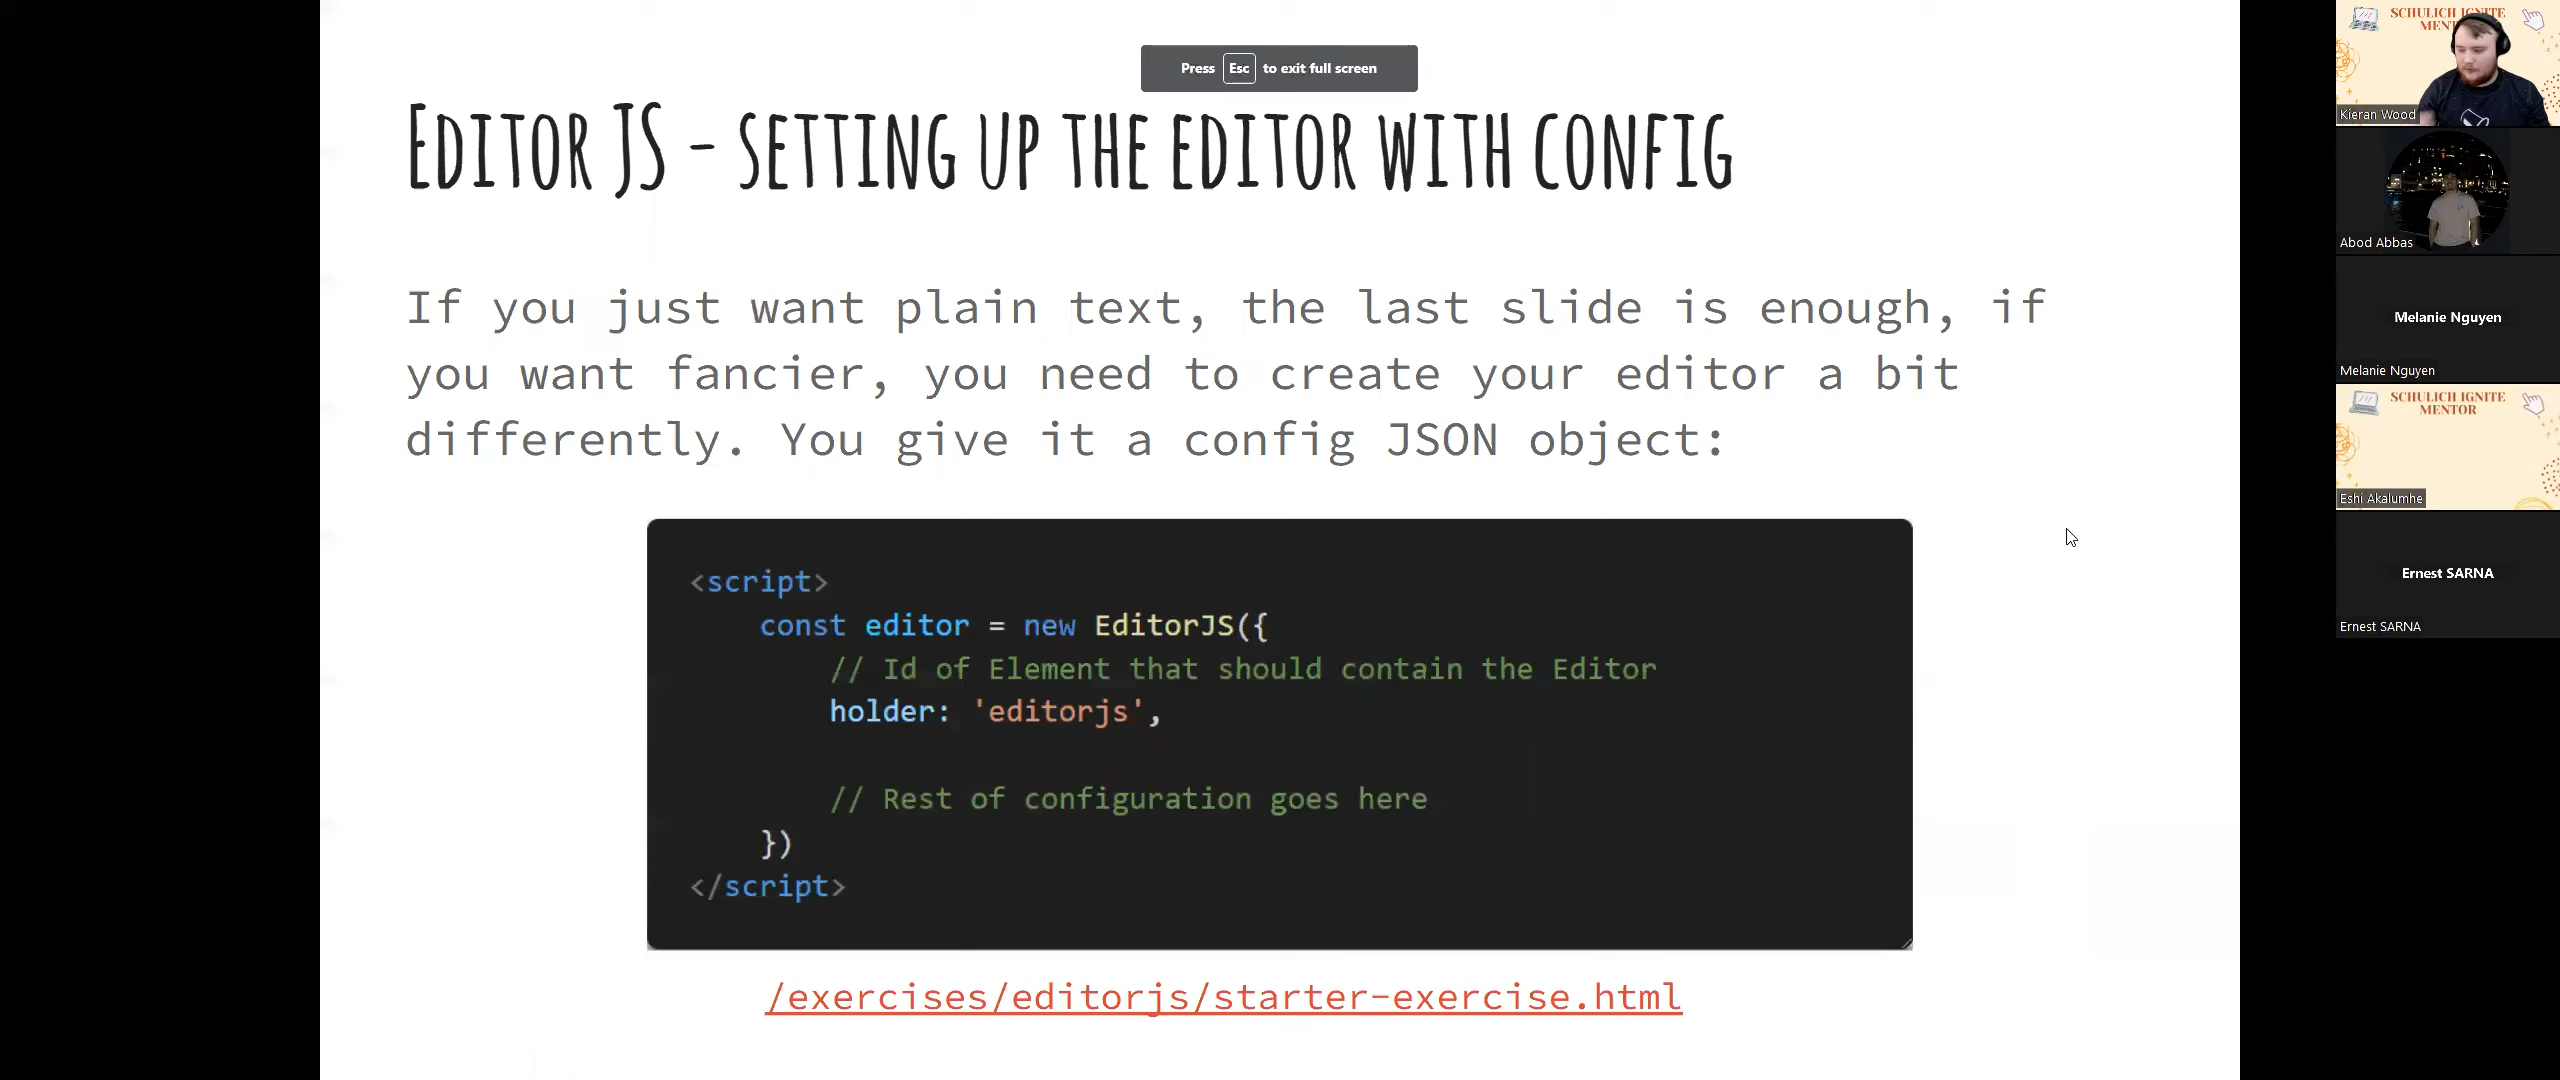 Press Esc to exit full screen
EDITOR JS - SETTING UP THE EDITOR WITH CONFIG
If you just want plain text, the last slide is enough, if
you want fancier, you need to create your editor a bit
differently. You give it a config JSON object:
<script>
const editor = new EditorJS({
// Id of Element that should contain the Editor
holder: 'editorjs',
// Rest of configuration goes here
})
</script>
/exercises/editorjs/starter-exercise.html
SCHULICH IGNITE
Kieran Wood
Abod Abbas
Melanie Nguyen
Melanie Nguyen
SCHULICH IGNITE
MENTOR
Eshi Akalumhe
Ernest SARNA
Ernest SARNA